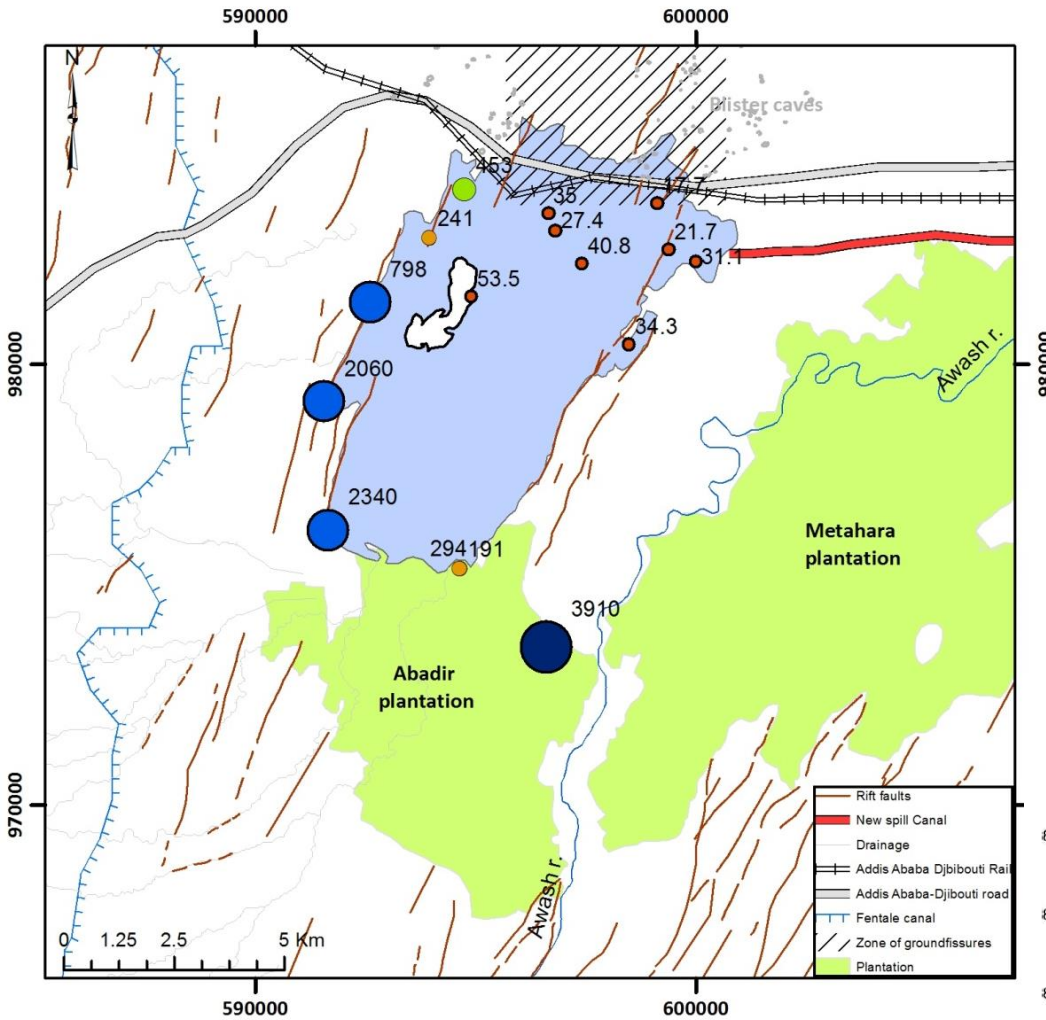 590000
600000
N
Blister caves
453
35
17.7
241
27.4
21.7
40.8
31.1
798
53.5
34.3
980000
980000
2060
Awash r.
2340
Metahara
plantation
294191
3910
Abadir
plantation
970000
Rift faults
New spill Canal
Drainage
Addis Ababa Djbibouti Rail
Addis Ababa-Djibouti road
Fentale canal
Zone of groundfissures
Plantation
Awash r.
0 1.25 2.5 5 Km
590000
600000